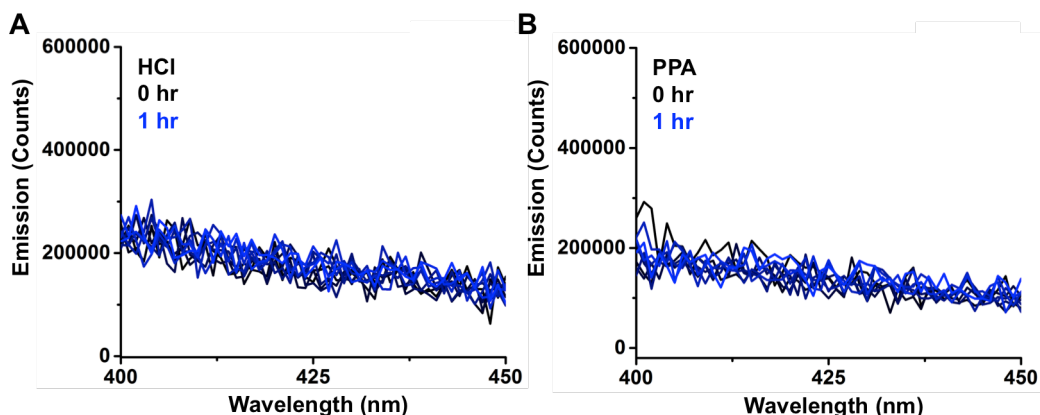 A
Emission (Counts)
600000
400000
200000
0
HCl
0 hr
1 hr
400
425
450
Wavelength (nm)
B
Emission (Counts)
600000
400000
200000
0
PPA
0 hr
1 hr
400
425
450
Wavelength (nm)